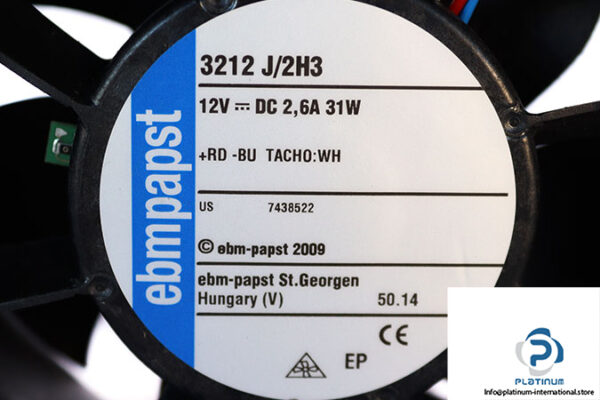 ebmpapst
3212 J/2H3
12V ⎓ DC 2,6A 31W
+RD -BU TACHO:WH
US 7438522
© ebm-papst 2009
ebm-papst St.Georgen
Hungary (V) 50.14
CE
EP
PLATINUM
Info@platinum-international.store